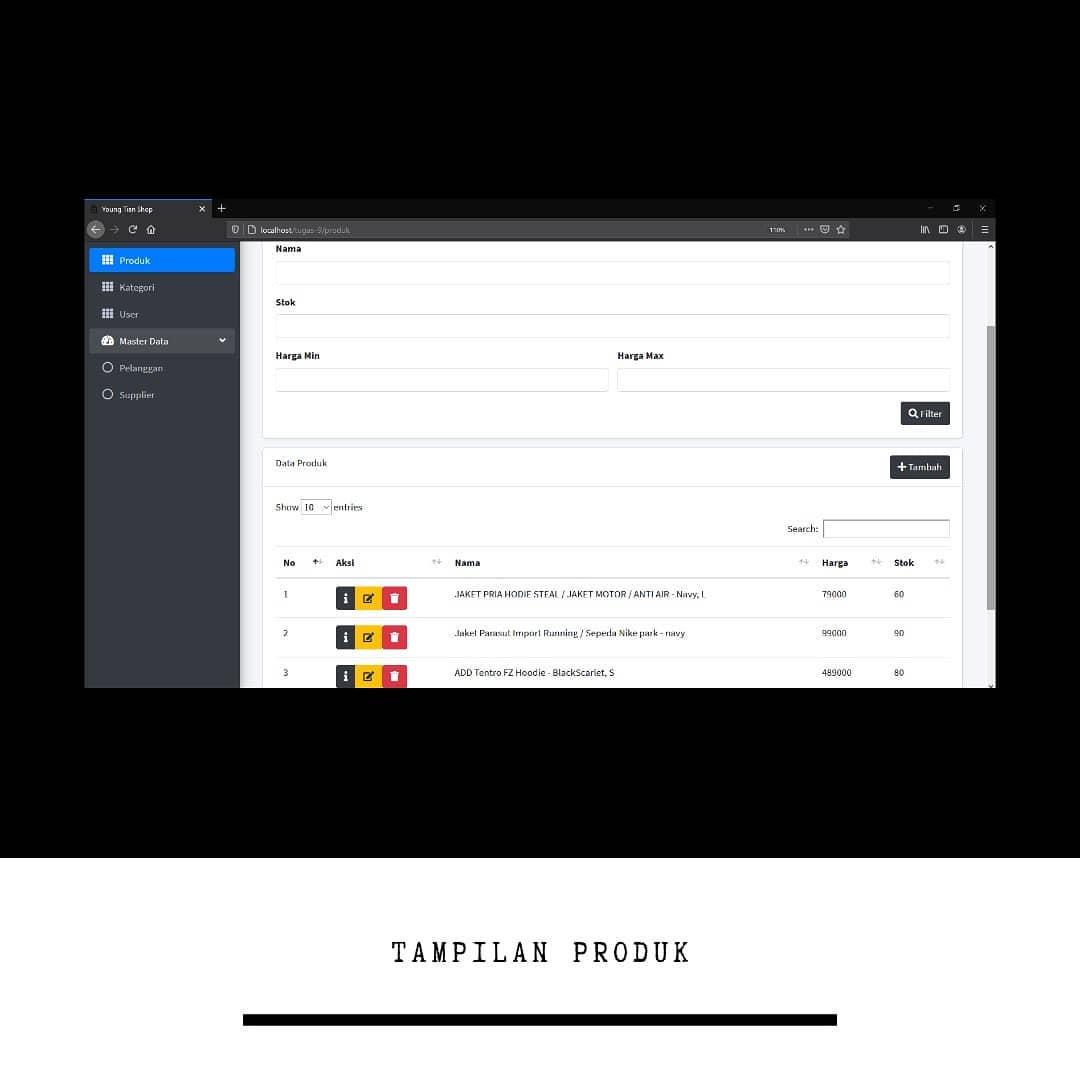 Young Tian Shop
localhost/tugas-9/produk
110%
Produk
Kategori
User
Master Data
Pelanggan
Supplier
Nama
Stok
Harga Min
Harga Max
Filter
Data Produk
Tambah
Show 10 entries
Search:
No Aksi Nama Harga Stok
1 JAKET PRIA HODIE STEAL / JAKET MOTOR / ANTI AIR - Navy, L 79000 60
2 Jaket Parasut Import Running / Sepeda Nike park - navy 99000 90
3 ADD Tentro FZ Hoodie - BlackScarlet, S 489000 80
TAMPILAN PRODUK